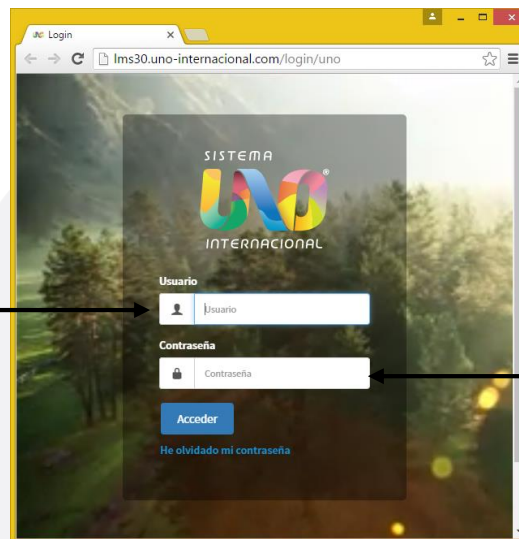 Login
lms30.uno-internacional.com/login/uno
SISTEMA
UNO®
INTERNACIONAL
Usuario
Usuario
Contraseña
Contraseña
Acceder
He olvidado mi contraseña